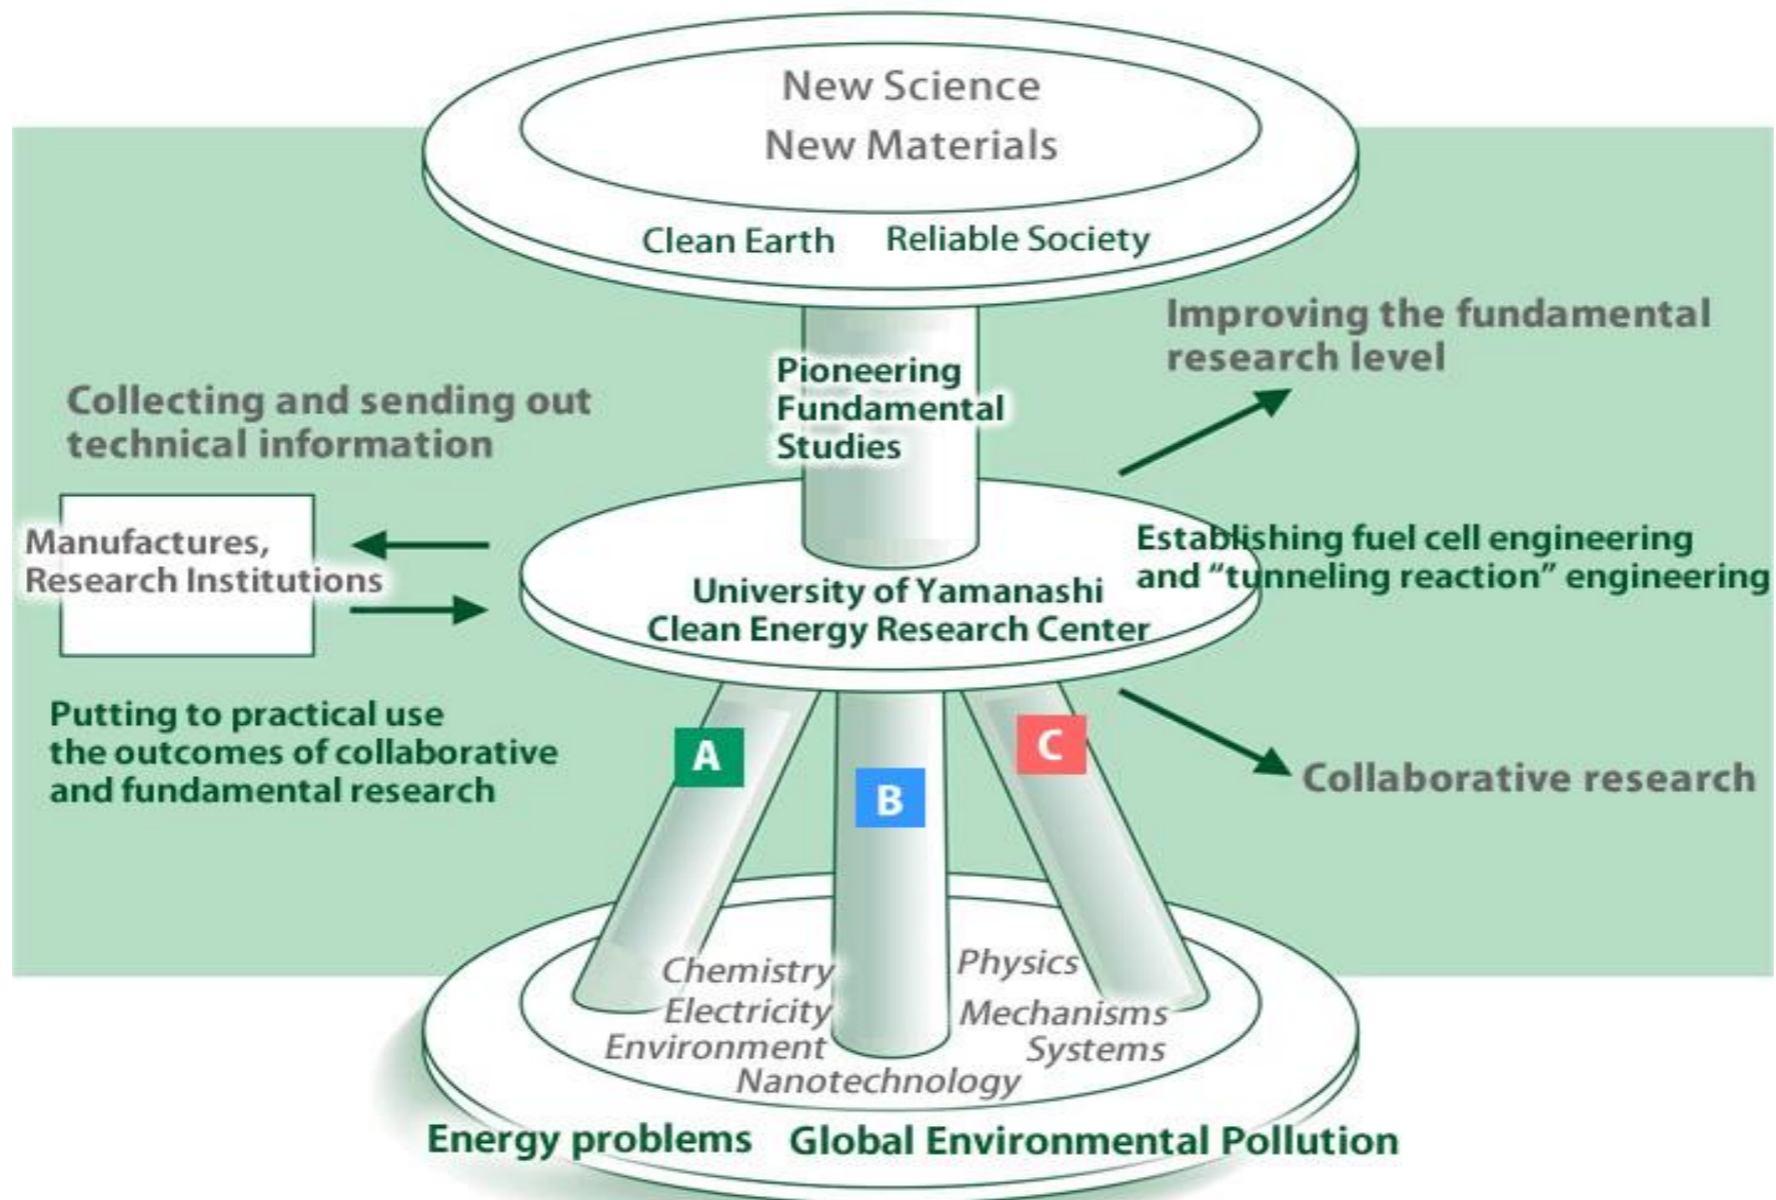 New Science
New Materials
Clean Earth
Reliable Society
Pioneering
Fundamental
Studies
Improving the fundamental
research level
Collecting and sending out
technical information
Manufactures,
Research Institutions
Establishing fuel cell engineering
and “tunneling reaction” engineering
University of Yamanashi
Clean Energy Research Center
Putting to practical use
the outcomes of collaborative
and fundamental research
A
B
C
Collaborative research
Chemistry
Electricity
Environment
Nanotechnology
Physics
Mechanisms
Systems
Energy problems
Global Environmental Pollution